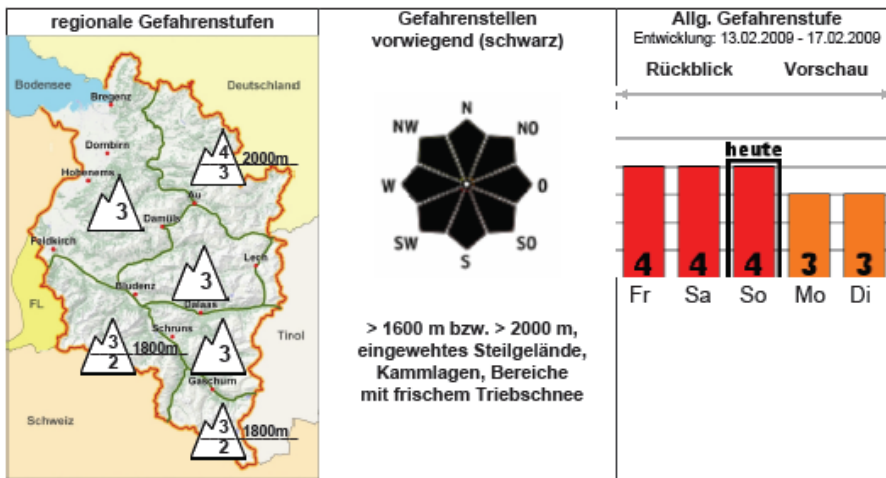 regionale Gefahrenstufen
Bodensee
Deutschland
Bregenz
Dornbirn
Hohenems
4
3
2000m
3
Au
Damüls
Feldkirch
Lech
3
Bludenz
FL
Dalaas
Schruns
Tirol
3
2
1800m
3
Gaschurn
Schweiz
3
2
1800m
Gefahrenstellen
vorwiegend (schwarz)
N
NW
NO
W
O
SW
SO
S
> 1600 m bzw. > 2000 m,
eingewehtes Steilgelände,
Kammlagen, Bereiche
mit frischem Triebschnee
Allg. Gefahrenstufe
Entwicklung: 13.02.2009 - 17.02.2009
Rückblick Vorschau
heute
4 4 4 3 3
Fr Sa So Mo Di